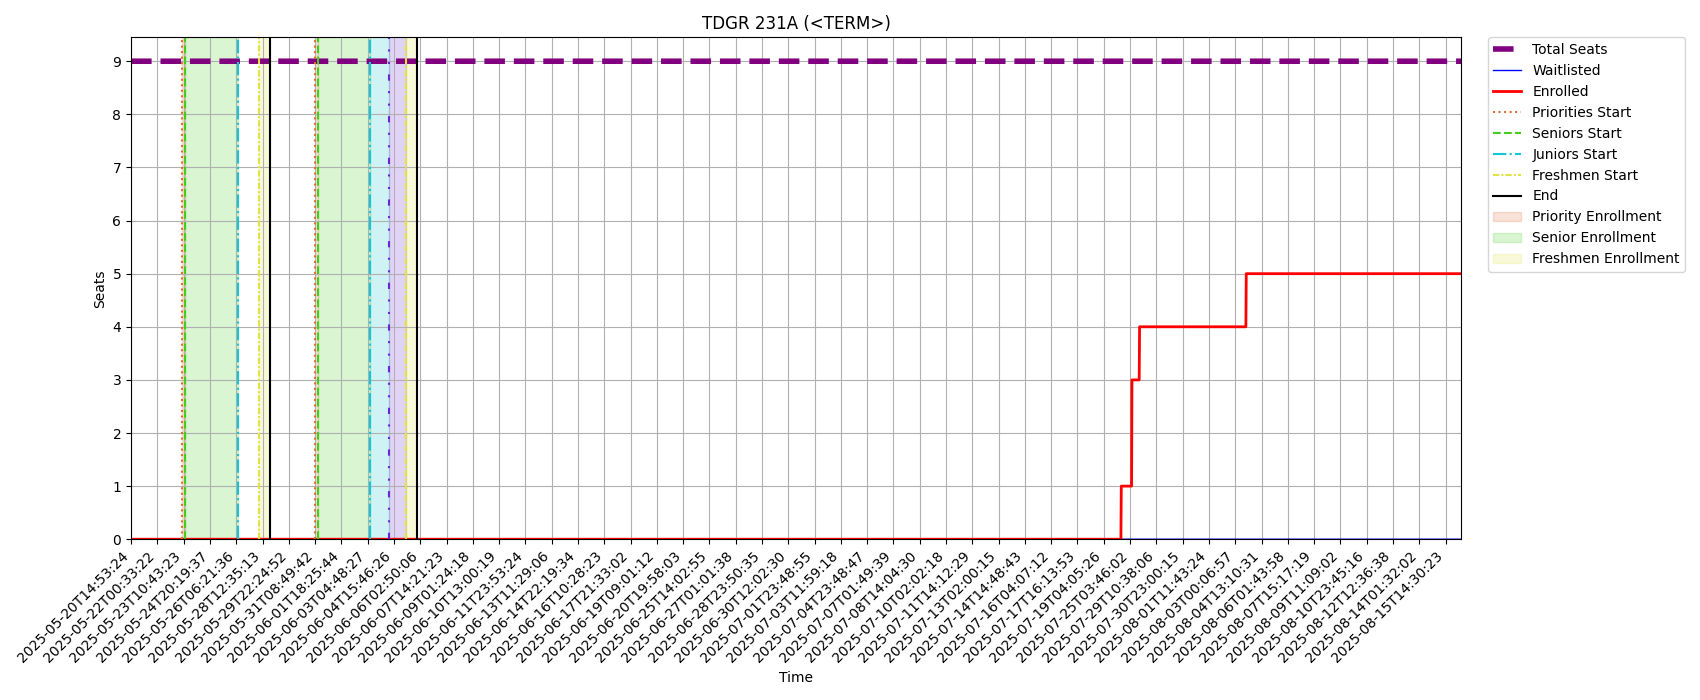 TDGR 231A (<TERM>)
Seats
9
8
7
6
5
4
3
2
1
0
2025-05-20T14:53:24
2025-05-22T00:33:22
2025-05-23T10:43:23
2025-05-24T20:19:37
2025-05-26T06:21:36
2025-05-28T12:35:13
2025-05-29T22:24:52
2025-05-31T08:49:42
2025-06-01T18:25:44
2025-06-03T04:48:27
2025-06-04T15:46:26
2025-06-06T02:50:06
2025-06-07T14:21:23
2025-06-09T01:24:18
2025-06-10T13:00:19
2025-06-11T23:53:24
2025-06-13T11:29:06
2025-06-14T22:19:34
2025-06-16T10:28:23
2025-06-17T21:33:02
2025-06-19T09:01:12
2025-06-20T19:58:03
2025-06-25T14:02:55
2025-06-27T01:01:38
2025-06-28T23:50:35
2025-06-30T12:02:30
2025-07-01T23:48:55
2025-07-03T11:59:18
2025-07-04T23:48:47
2025-07-07T01:49:39
2025-07-08T14:04:30
2025-07-10T02:02:18
2025-07-11T14:12:29
2025-07-13T02:00:15
2025-07-14T14:48:43
2025-07-16T04:07:12
2025-07-17T16:13:53
2025-07-19T04:05:26
2025-07-25T03:46:02
2025-07-29T10:38:06
2025-07-30T23:00:15
2025-08-01T11:43:24
2025-08-03T00:06:57
2025-08-04T13:10:31
2025-08-06T01:43:58
2025-08-07T15:17:19
2025-08-09T11:09:02
2025-08-10T23:45:16
2025-08-12T12:36:38
2025-08-14T01:32:02
2025-08-15T14:30:23
Time
Total Seats
Waitlisted
Enrolled
Priorities Start
Seniors Start
Juniors Start
Freshmen Start
End
Priority Enrollment
Senior Enrollment
Freshmen Enrollment